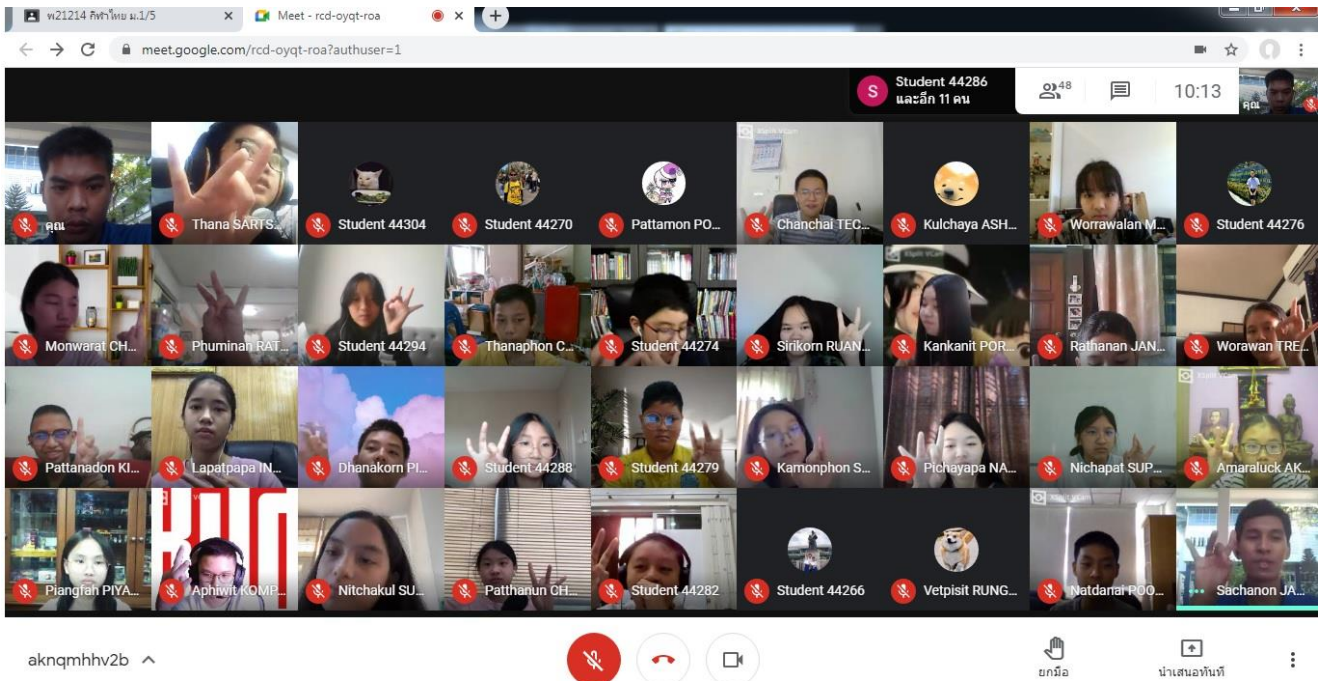 พ21214 กีฬาไทย ม.1/5
Meet - rcd-oyqt-roa
meet.google.com/rcd-oyqt-roa?authuser=1
S
Student 44286
และอีก 11 คน
48
10:13
คุณ
คุณ
Thana SARTS...
Student 44304
Student 44270
Pattamon PO...
Chanchai TEC...
Kulchaya ASH...
Worrawalan M...
Student 44276
Monwarat CH...
Phuminan RAT...
Student 44294
Thanaphon C...
Student 44274
Sirikorn RUAN...
Kankanit POR...
Rathanan JAN...
Worawan TRE...
Pattanadon KI...
Lapatpapa IN...
Dhanakorn PI...
Student 44288
Student 44279
Kamonphon S...
Pichayapa NA...
Nichapat SUP...
Amaraluck AK...
Piangfah PIYA...
Aphiwit KOMP...
Nitchakul SU...
Patthanun CH...
Student 44282
Student 44266
Vetpisit RUNG...
Natdanai POO...
Sachanon JA...
aknqmhhv2b
ยกมือ
นำเสนอทันที